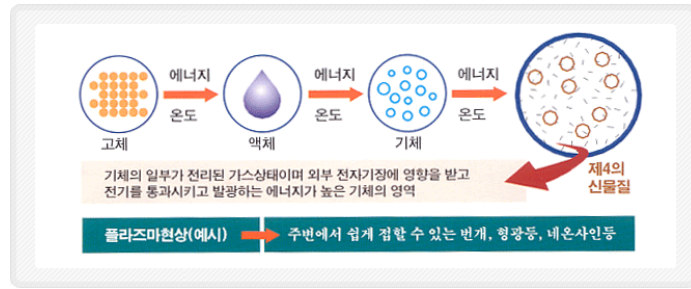 에너지
에너지
에너지
온도
온도
온도
고체
액체
기체
제4의
신물질
기체의 일부가 전리된 가스상태이며 외부 전자기장에 영향을 받고
전기를 통과시키고 발광하는 에너지가 높은 기체의 영역
플라즈마현상(예시)
주변에서 쉽게 접할 수 있는 번개, 형광등, 네온사인등